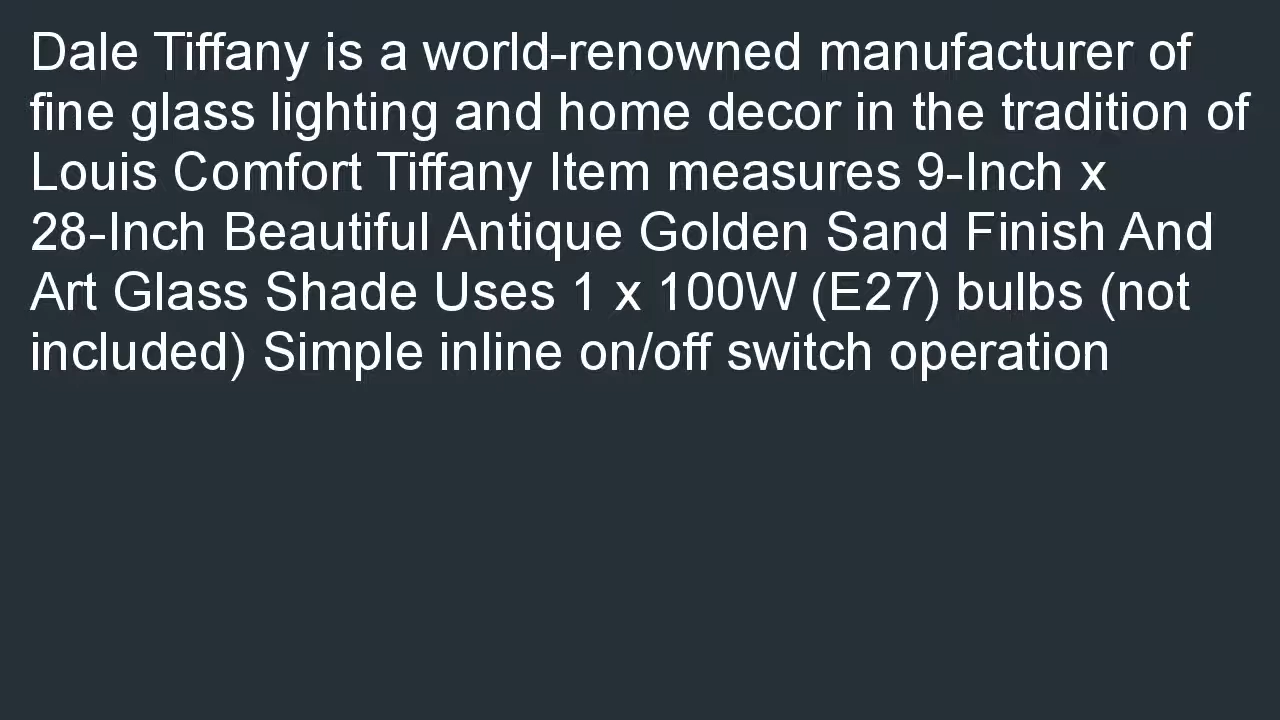 Dale Tiffany is a world-renowned manufacturer of
fine glass lighting and home decor in the tradition of
Louis Comfort Tiffany Item measures 9-Inch x
28-Inch Beautiful Antique Golden Sand Finish And
Art Glass Shade Uses 1 x 100W (E27) bulbs (not
included) Simple inline on/off switch operation